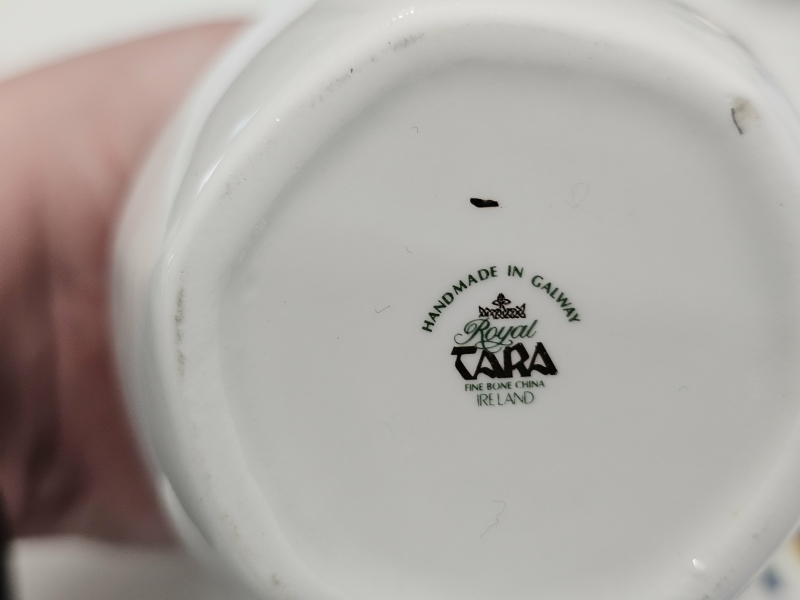 HANDMADE IN GALWAY
Royal
TARA
FINE BONE CHINA
IRELAND